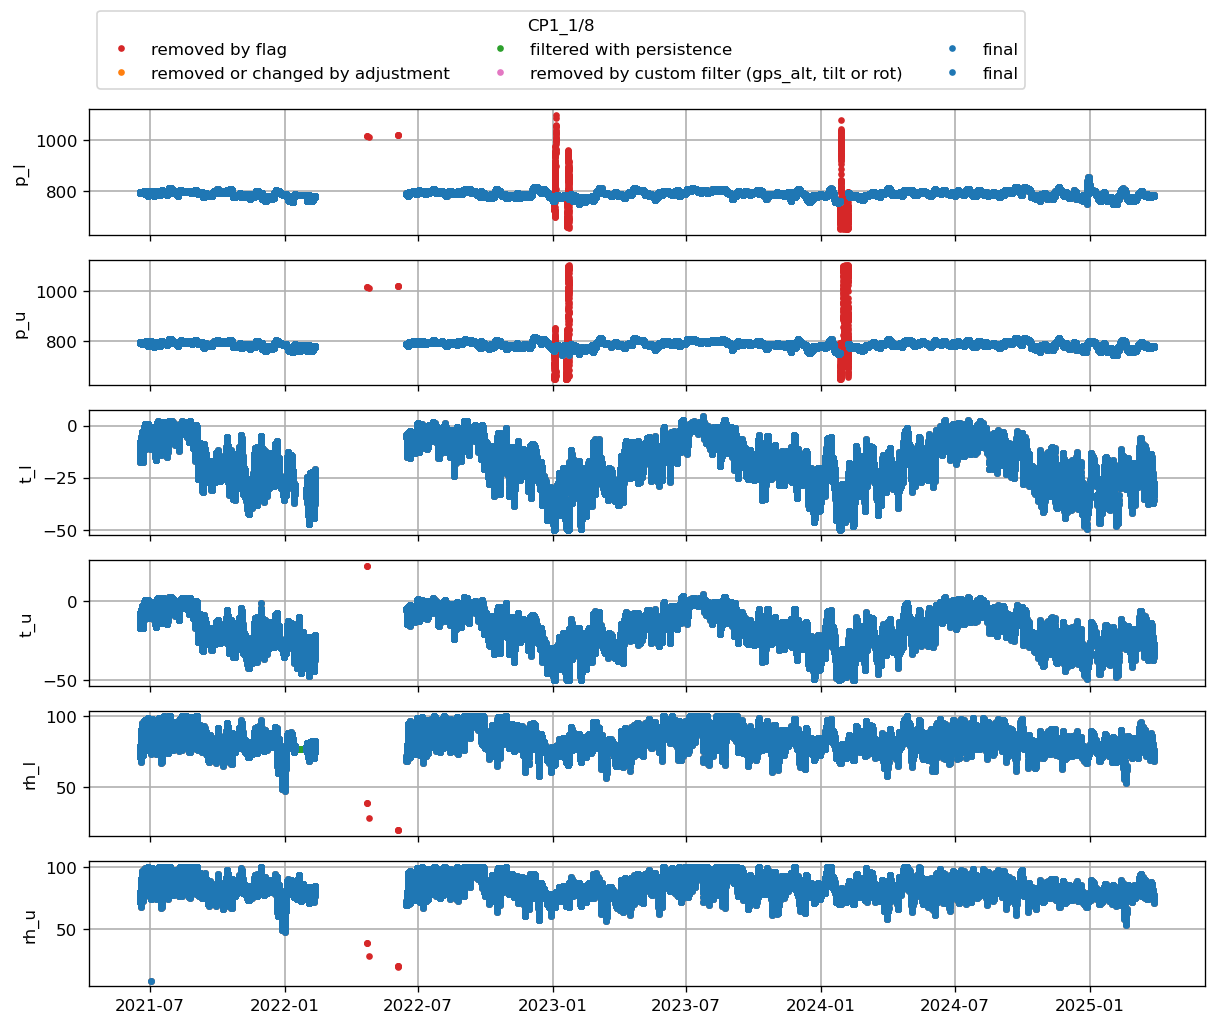 CP1_1/8
removed by flag
filtered with persistence
final
removed or changed by adjustment
removed by custom filter (gps_alt, tilt or rot)
final
p_l
1000
800
p_u
1000
800
t_l
0
−25
−50
t_u
0
−50
rh_l
100
50
rh_u
100
50
2021-07
2022-01
2022-07
2023-01
2023-07
2024-01
2024-07
2025-01